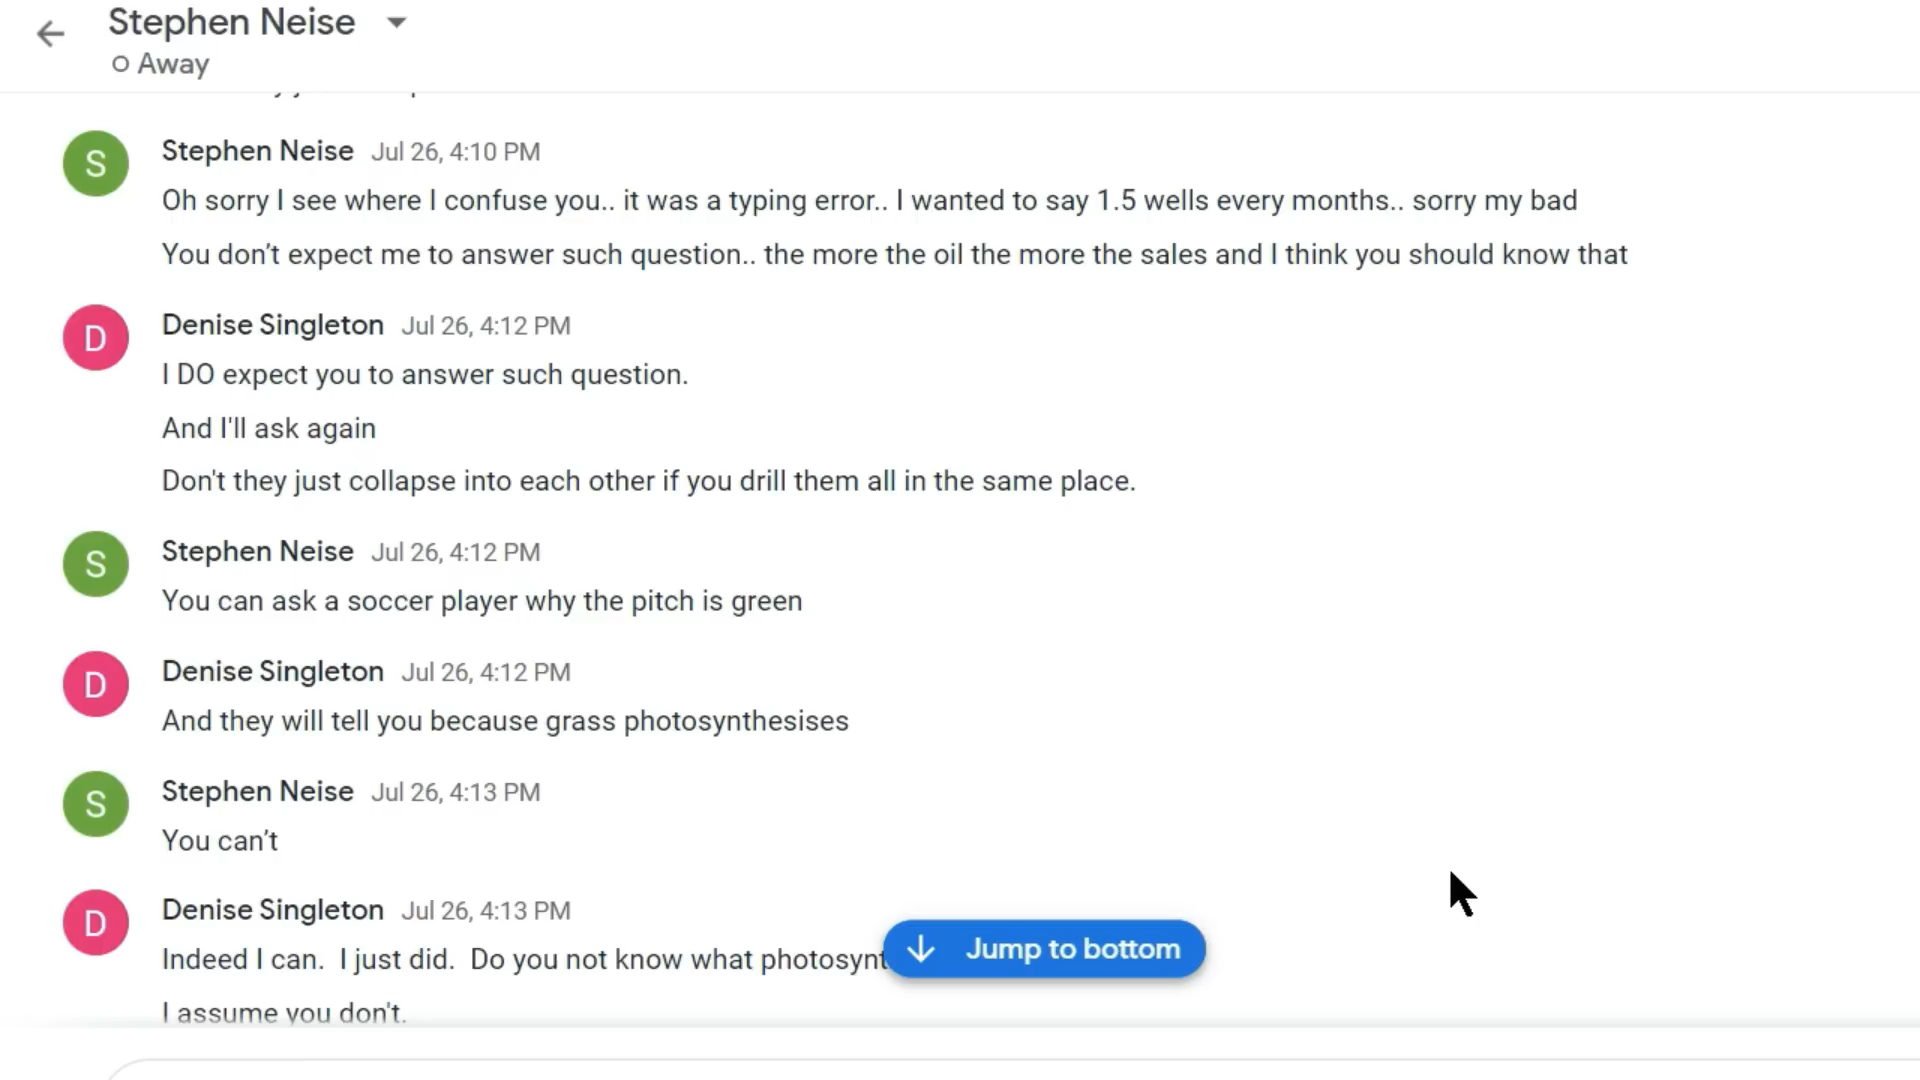 Stephen Neise
Away
Stephen Neise Jul 26, 4:10 PM
Oh sorry I see where I confuse you.. it was a typing error.. I wanted to say 1.5 wells every months.. sorry my bad
You don’t expect me to answer such question.. the more the oil the more the sales and I think you should know that
Denise Singleton Jul 26, 4:12 PM
I DO expect you to answer such question.
And I'll ask again
Don't they just collapse into each other if you drill them all in the same place.
Stephen Neise Jul 26, 4:12 PM
You can ask a soccer player why the pitch is green
Denise Singleton Jul 26, 4:12 PM
And they will tell you because grass photosynthesises
Stephen Neise Jul 26, 4:13 PM
You can’t
Denise Singleton Jul 26, 4:13 PM
Indeed I can.  I just did.  Do you not know what photosynt
Jump to bottom
I assume you don't.